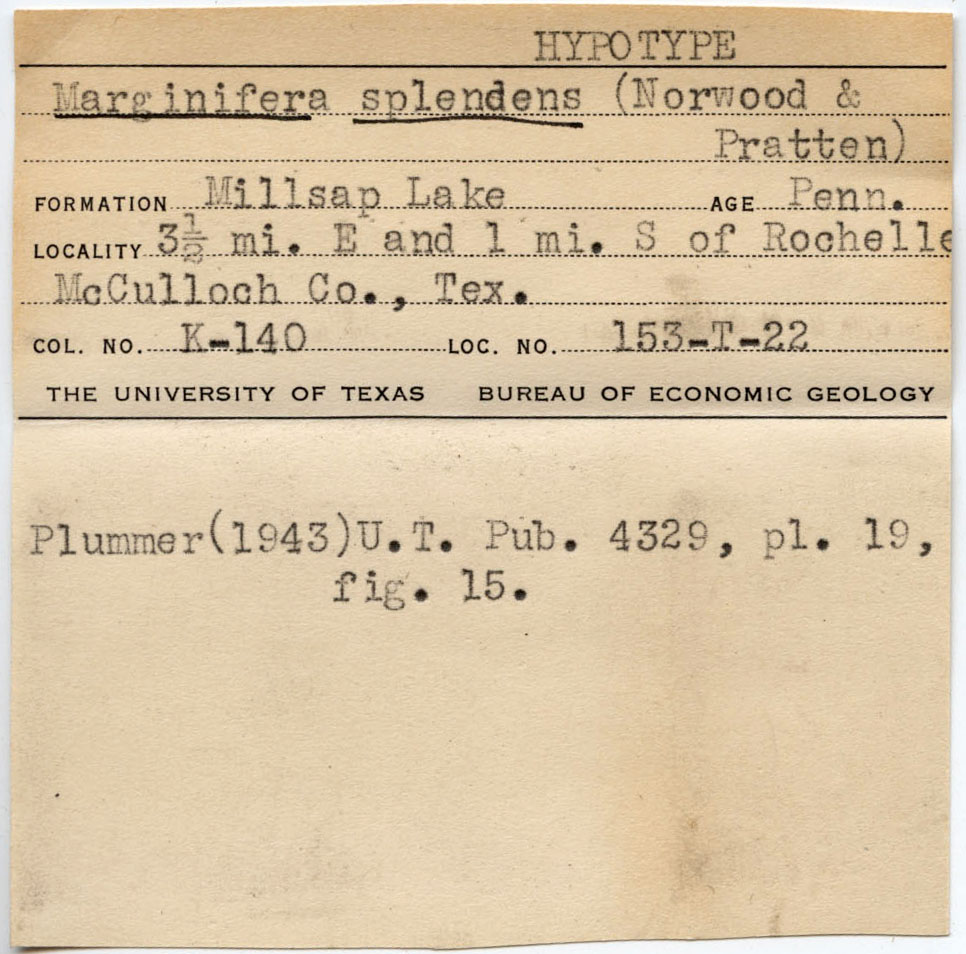 HYPOTYPE
Marginifera splendens (Norwood &
Pratten)
FORMATION Millsap Lake AGE Penn.
LOCALITY 3½ mi. E and 1 mi. S of Rochelle
McCulloch Co., Tex.
COL. NO. K-140 LOC. NO. 153-T-22
THE UNIVERSITY OF TEXAS BUREAU OF ECONOMIC GEOLOGY
Plummer(1943)U.T. Pub. 4329, pl. 19,
fig. 15.